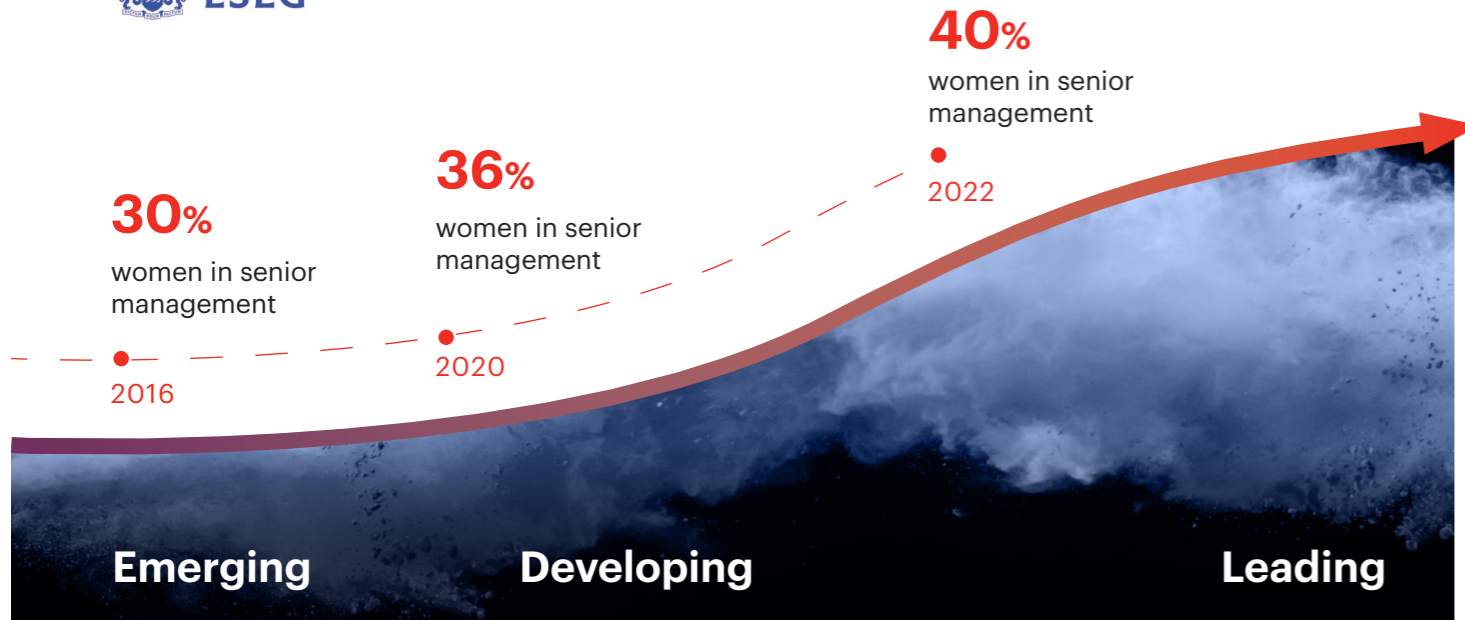 LSEG
40%
women in senior
management
36%
women in senior
management
30%
women in senior
management
2022
2020
2016
Emerging
Developing
Leading